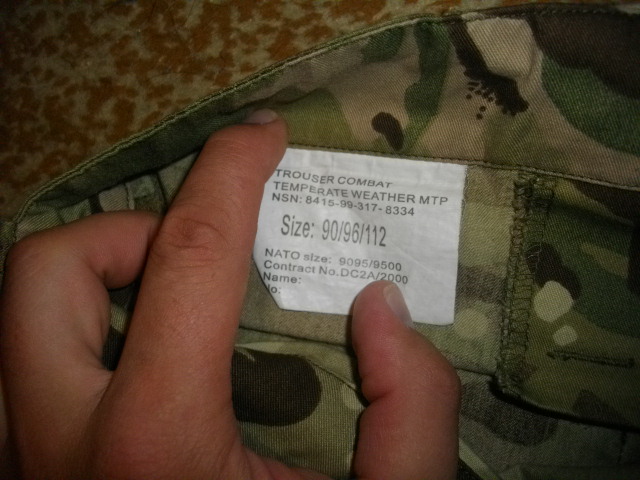 TROUSER COMBAT
TEMPERATE WEATHER MTP
NSN: 8415-99-317-8334
Size: 90/96/112
NATO size: 9095/9500
Contract No.DC2A/2000
Name:
No: